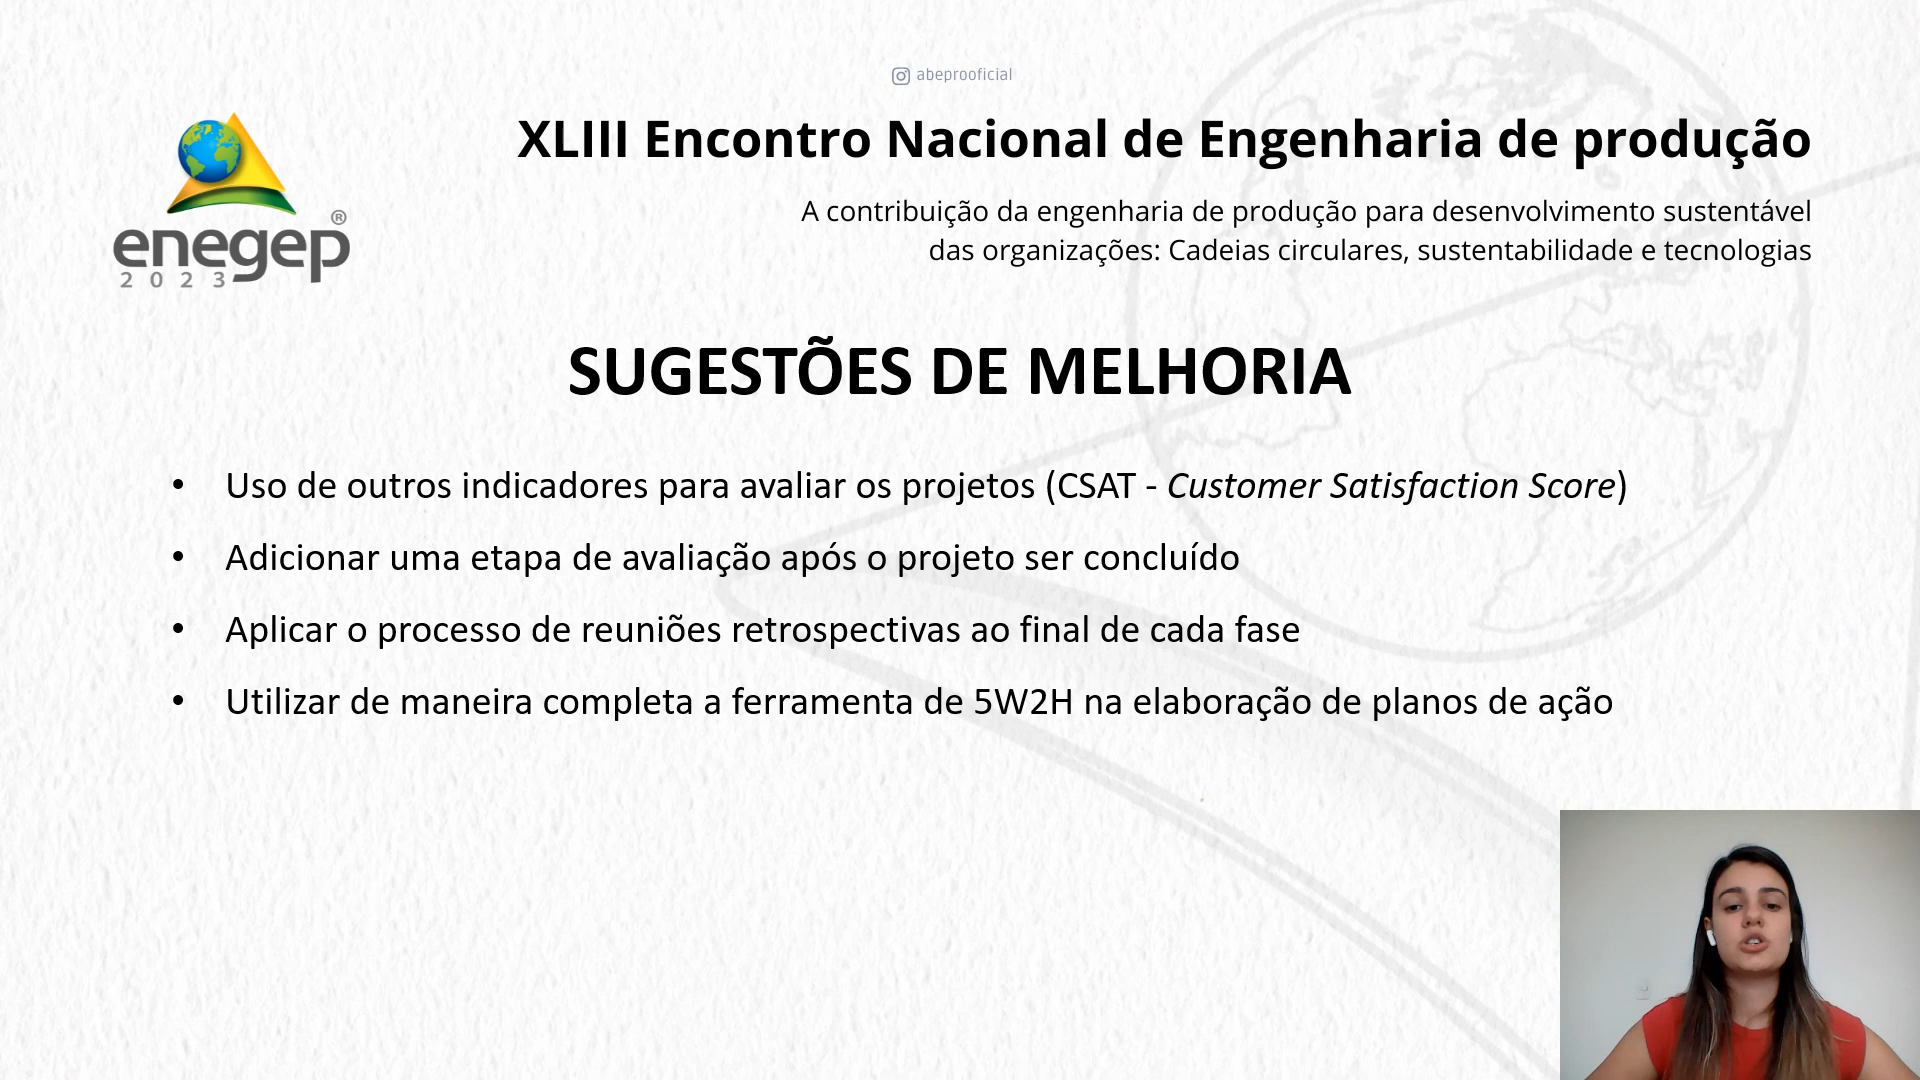 abeprooficial
XLIII Encontro Nacional de Engenharia de produção
A contribuição da engenharia de produção para desenvolvimento sustentável
das organizações: Cadeias circulares, sustentabilidade e tecnologias
enegep®
2023
SUGESTÕES DE MELHORIA
• Uso de outros indicadores para avaliar os projetos (CSAT - Customer Satisfaction Score)
• Adicionar uma etapa de avaliação após o projeto ser concluído
• Aplicar o processo de reuniões retrospectivas ao final de cada fase
• Utilizar de maneira completa a ferramenta de 5W2H na elaboração de planos de ação